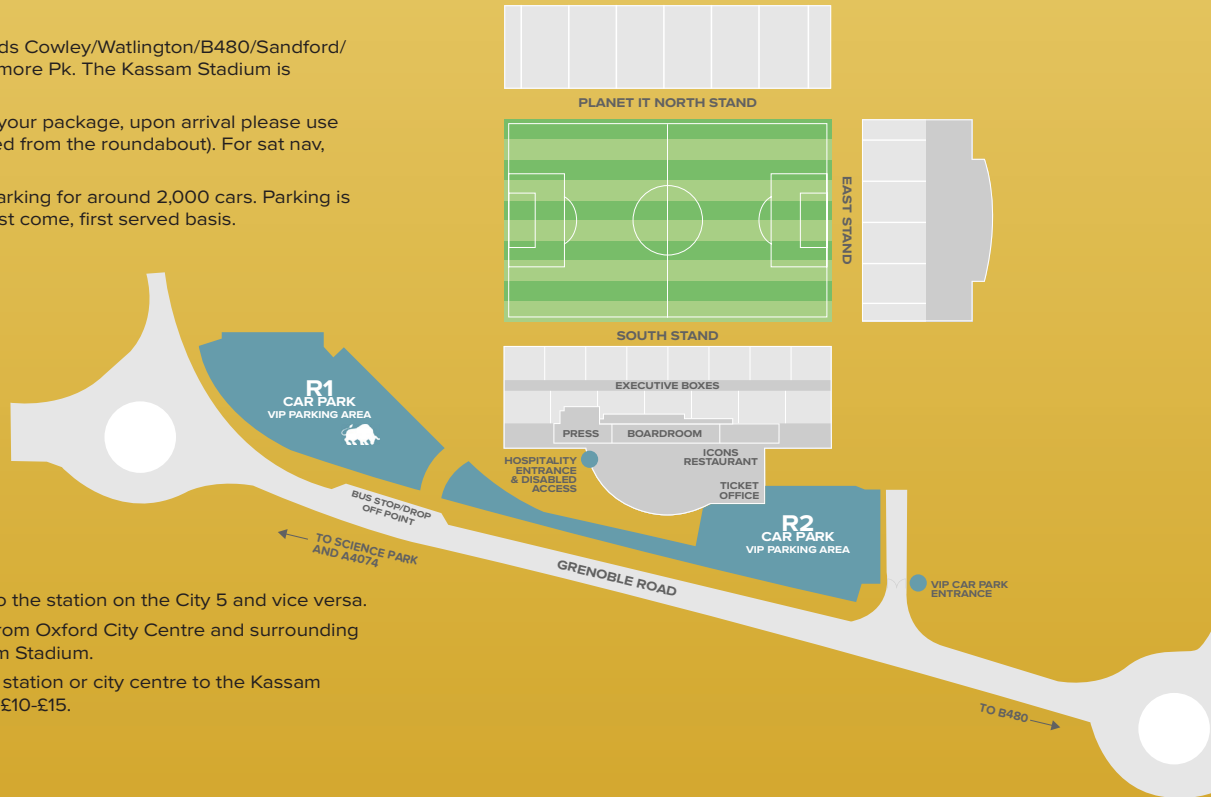 ds Cowley/Watlington/B480/Sandford/
more Pk. The Kassam Stadium is
your package, upon arrival please use
ed from the roundabout). For sat nav,
arking for around 2,000 cars. Parking is
st come, first served basis.
PLANET IT NORTH STAND
EAST STAND
SOUTH STAND
EXECUTIVE BOXES
PRESS
BOARDROOM
ICONS
RESTAURANT
HOSPITALITY
ENTRANCE
& DISABLED
ACCESS
TICKET
OFFICE
R1
CAR PARK
VIP PARKING AREA
R2
CAR PARK
VIP PARKING AREA
BUS STOP/DROP
OFF POINT
TO SCIENCE PARK
AND A4074
GRENOBLE ROAD
VIP CAR PARK
ENTRANCE
TO B480
o the station on the City 5 and vice versa.
rom Oxford City Centre and surrounding
m Stadium.
station or city centre to the Kassam
£10-£15.